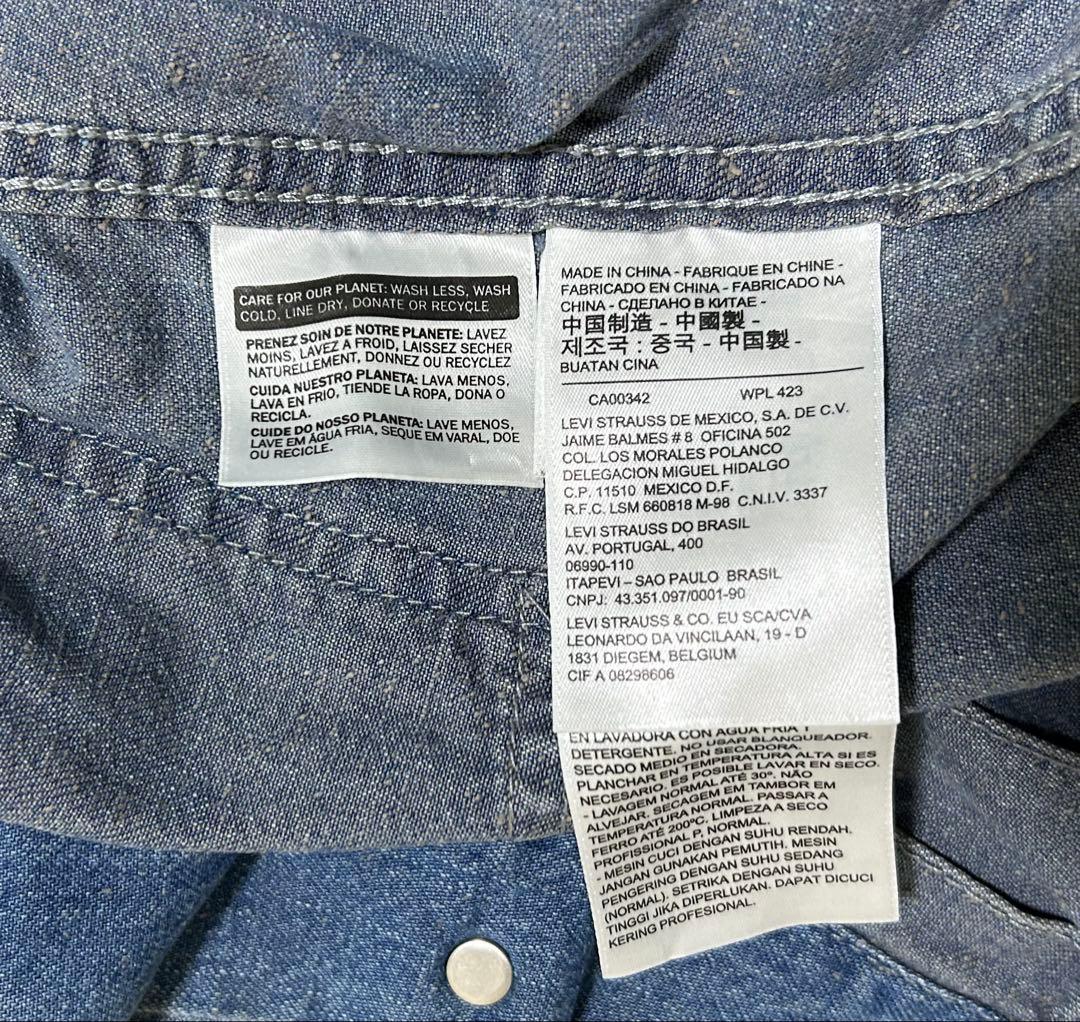 CARE FOR OUR PLANET: WASH LESS, WASH
COLD, LINE DRY, DONATE OR RECYCLE
PRENEZ SOIN DE NOTRE PLANETE: LAVEZ
MOINS, LAVEZ A FROID, LAISSEZ SECHER
NATURELLEMENT, DONNEZ OU RECYCLEZ
CUIDA NUESTRO PLANETA: LAVA MENOS,
LAVA EN FRIO, TIENDE LA ROPA, DONA O
RECICLA.
CUIDE DO NOSSO PLANETA: LAVE MENOS,
LAVE EM ÁGUA FRIA, SEQUE EM VARAL, DOE
OU RECICLE.
MADE IN CHINA - FABRIQUE EN CHINE -
FABRICADO EN CHINA - FABRICADO NA
CHINA - СДЕЛАНО В КИТАЕ -
中国制造 - 中國製 -
제조국 : 중국 - 中国製 -
BUATAN CINA
CA00342 WPL 423
LEVI STRAUSS DE MEXICO, S.A. DE C.V.
JAIME BALMES # 8 OFICINA 502
COL. LOS MORALES POLANCO
DELEGACION MIGUEL HIDALGO
C.P. 11510 MEXICO D.F.
R.F.C. LSM 660818 M-98 C.N.I.V. 3337
LEVI STRAUSS DO BRASIL
AV. PORTUGAL, 400
06990-110
ITAPEVI – SAO PAULO BRASIL
CNPJ: 43.351.097/0001-90
LEVI STRAUSS & CO. EU SCA/CVA
LEONARDO DA VINCILAAN, 19 - D
1831 DIEGEM, BELGIUM
CIF A 08298606
EN LAVADORA CON AGUA FRIA Y
DETERGENTE. NO USAR BLANQUEADOR.
SECADO MEDIO EN SECADORA.
PLANCHAR EN TEMPERATURA ALTA SI ES
NECESARIO. ES POSIBLE LAVAR EN SECO.
- LAVAGEM NORMAL ATÉ 30º. NÃO
ALVEJAR. SECAGEM EM TAMBOR EM
TEMPERATURA NORMAL. PASSAR A
FERRO ATÉ 200ºC. LIMPEZA A SECO
PROFISSIONAL P, NORMAL.
- MESIN CUCI DENGAN SUHU RENDAH.
JANGAN GUNAKAN PEMUTIH. MESIN
PENGERING DENGAN SUHU SEDANG
(NORMAL). SETRIKA DENGAN SUHU
TINGGI JIKA DIPERLUKAN. DAPAT DICUCI
KERING PROFESIONAL.